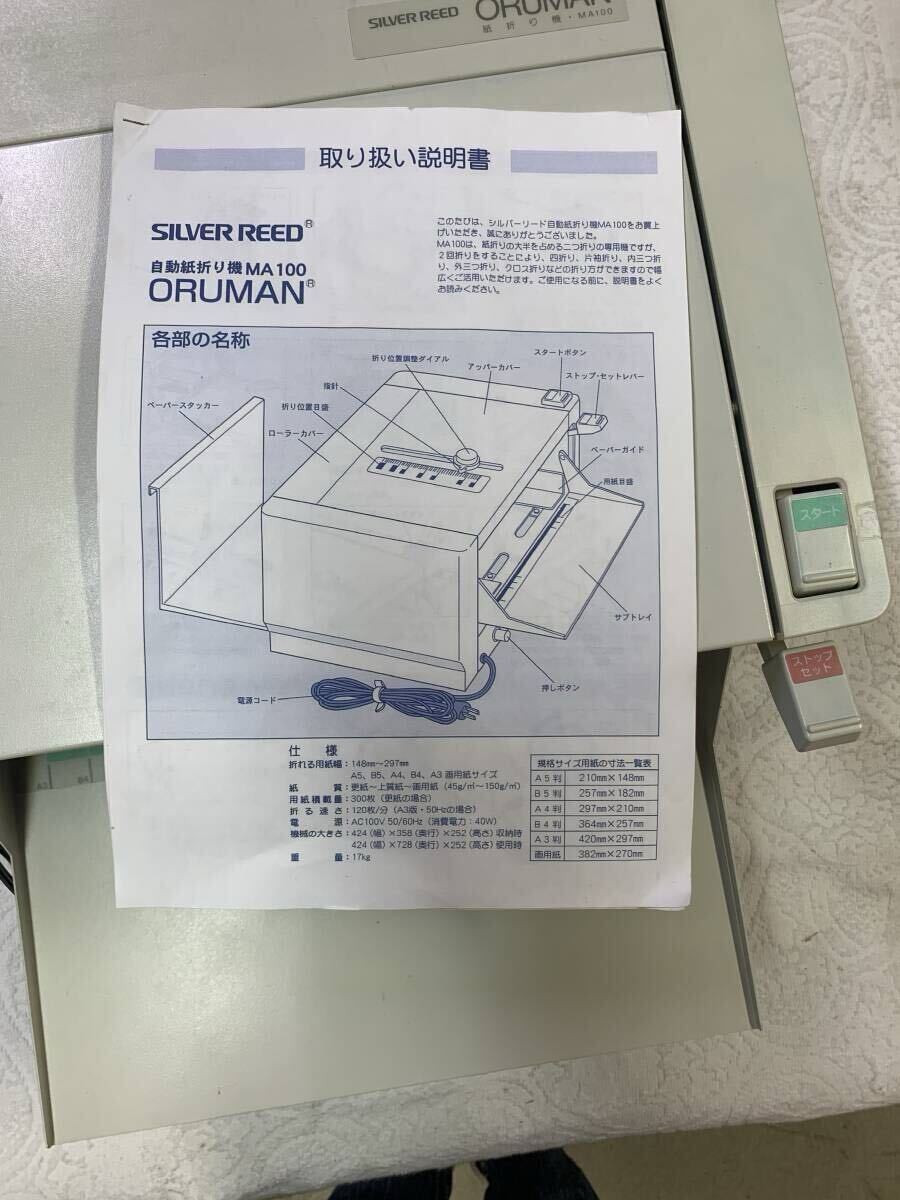 SILVER REED ORUMAN
紙折り機・MA100
取り扱い説明書
SILVER REED®
自動紙折り機MA100
ORUMAN®
このたびは、シルバーリード自動紙折り機MA100をお買上
げいただき、誠にありがとうございました。
MA100は、紙折りの大半を占める二つ折りの専用機ですが、
2回折りをすることにより、四折り、片袖折り、内三つ折
り、外三つ折り、クロス折りなどの折り方ができますので幅
広くご活用いただけます。ご使用になる前に、説明書をよく
お読みください。
各部の名称
スタートボタン
折り位置調整ダイアル
アッパーカバー
ストップ・セットレバー
指針
ペーパースタッカー
折り位置目盛
ローラーカバー
ペーパーガイド
用紙目盛
サブトレイ
押しボタン
電源コード
スタート
ストップ
セット
仕様
折れる用紙幅：148mm～297mm
A5、B5、A4、B4、A3 画用紙サイズ
紙質：更紙～上質紙～画用紙（45g/㎡～150g/㎡）
用紙積載量：300枚（更紙の場合）
折る速さ：120枚/分（A3版・50Hzの場合）
電源：AC100V 50/60Hz（消費電力：40W）
機械の大きさ：424（幅）×358（奥行）×252（高さ）収納時
424（幅）×728（奥行）×252（高さ）使用時
重量：17kg
規格サイズ用紙の寸法一覧表
A5判 210mm×148mm
B5判 257mm×182mm
A4判 297mm×210mm
B4判 364mm×257mm
A3判 420mm×297mm
画用紙 382mm×270mm
A3 B4